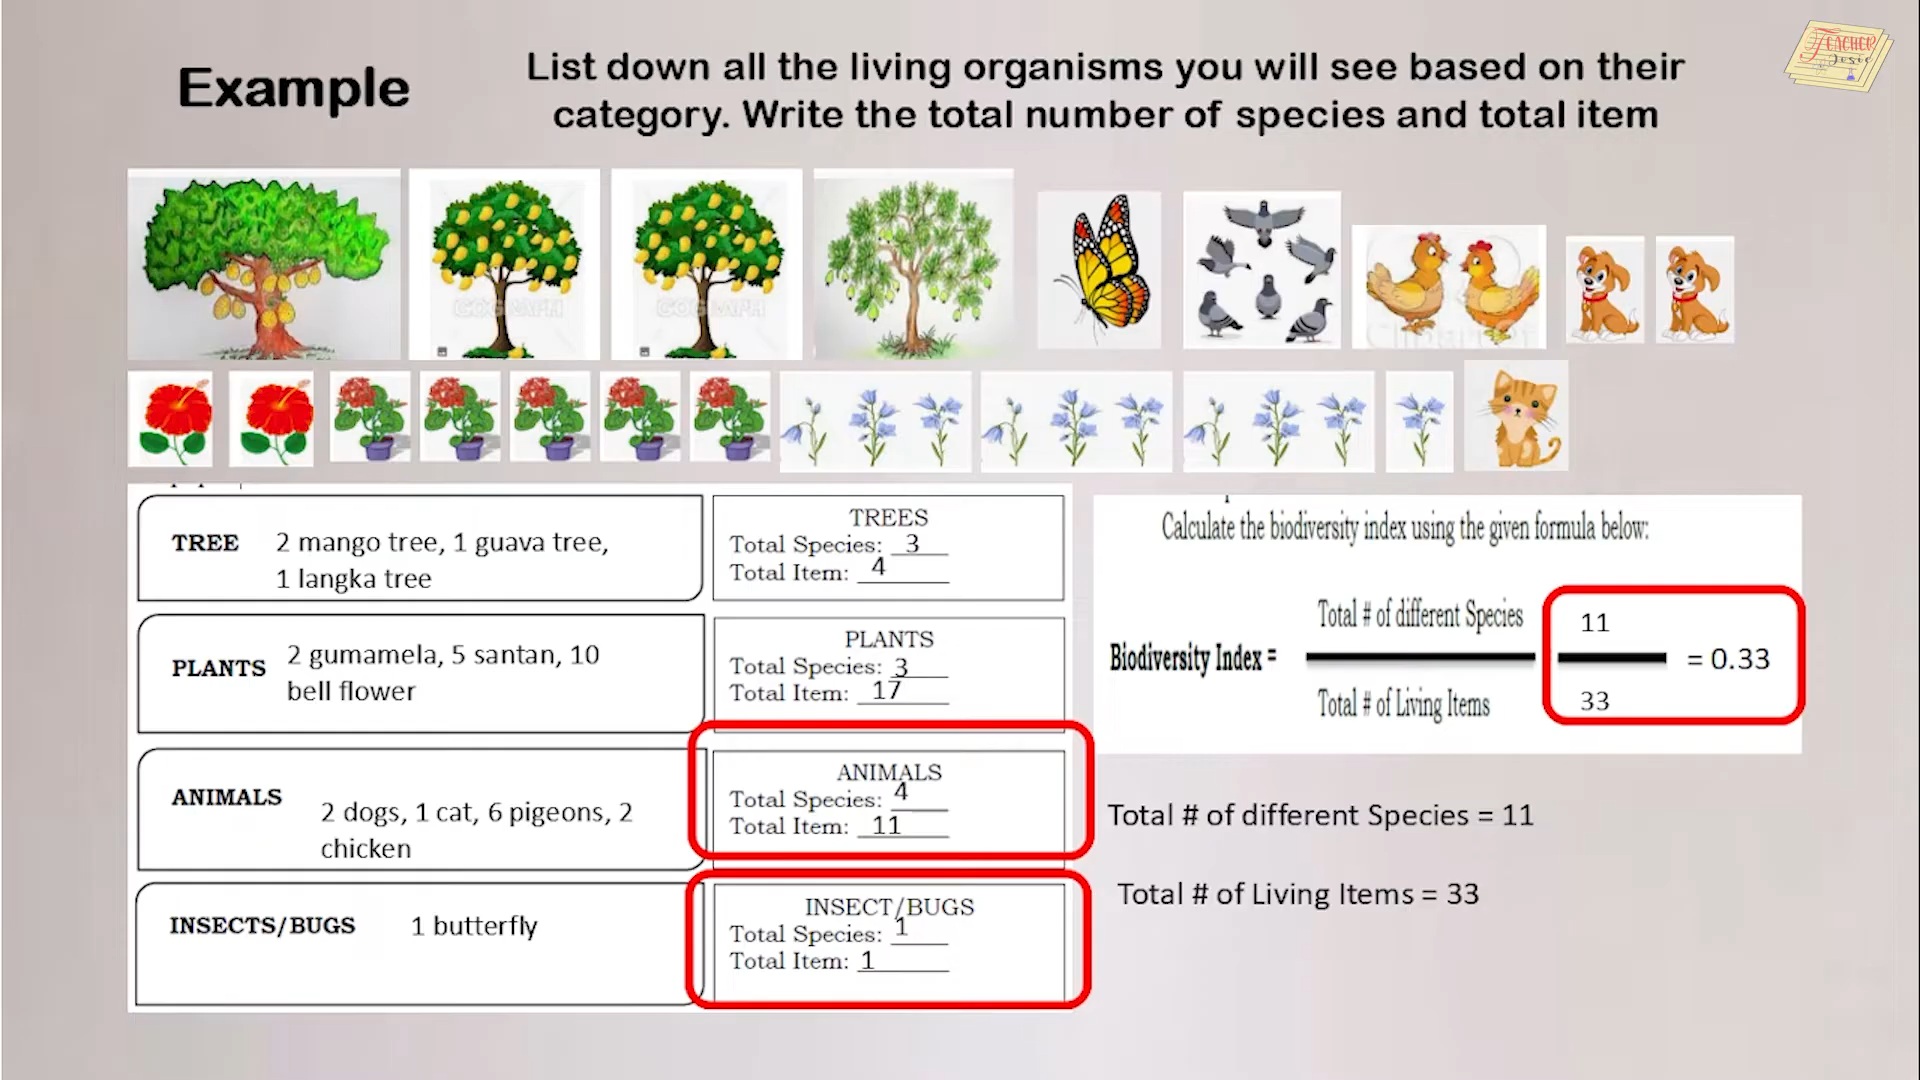 Example
List down all the living organisms you will see based on their
category. Write the total number of species and total item
TEACHER
Josie
GOGRAPH
GOGRAPH
TREE 2 mango tree, 1 guava tree,
1 langka tree
TREES
Total Species: 3
Total Item: 4
PLANTS 2 gumamela, 5 santan, 10
bell flower
PLANTS
Total Species: 3
Total Item: 17
ANIMALS 2 dogs, 1 cat, 6 pigeons, 2
chicken
ANIMALS
Total Species: 4
Total Item: 11
INSECTS/BUGS 1 butterfly
INSECT/BUGS
Total Species: 1
Total Item: 1
Calculate the biodiversity index using the given formula below:
Total # of different Species 11
Biodiversity Index = = 0.33
Total # of Living Items 33
Total # of different Species = 11
Total # of Living Items = 33